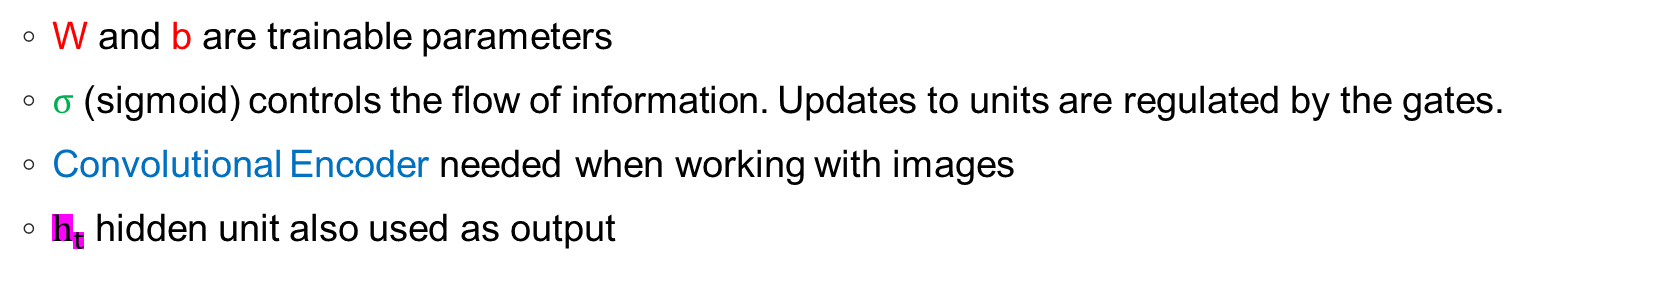 ◦ W and b are trainable parameters
◦ σ (sigmoid) controls the flow of information. Updates to units are regulated by the gates.
◦ Convolutional Encoder needed when working with images
◦ hₜ hidden unit also used as output